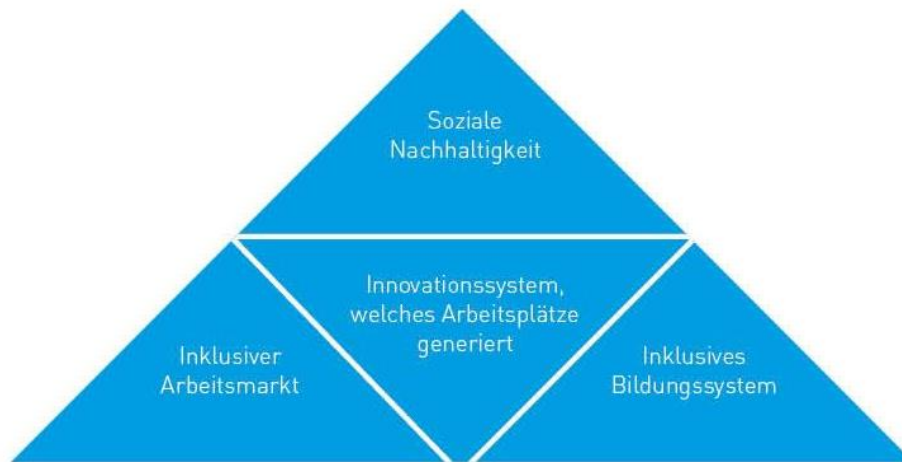 Soziale
Nachhaltigkeit
Innovationssystem,
welches Arbeitsplätze
generiert
Inklusiver
Arbeitsmarkt
Inklusives
Bildungssystem